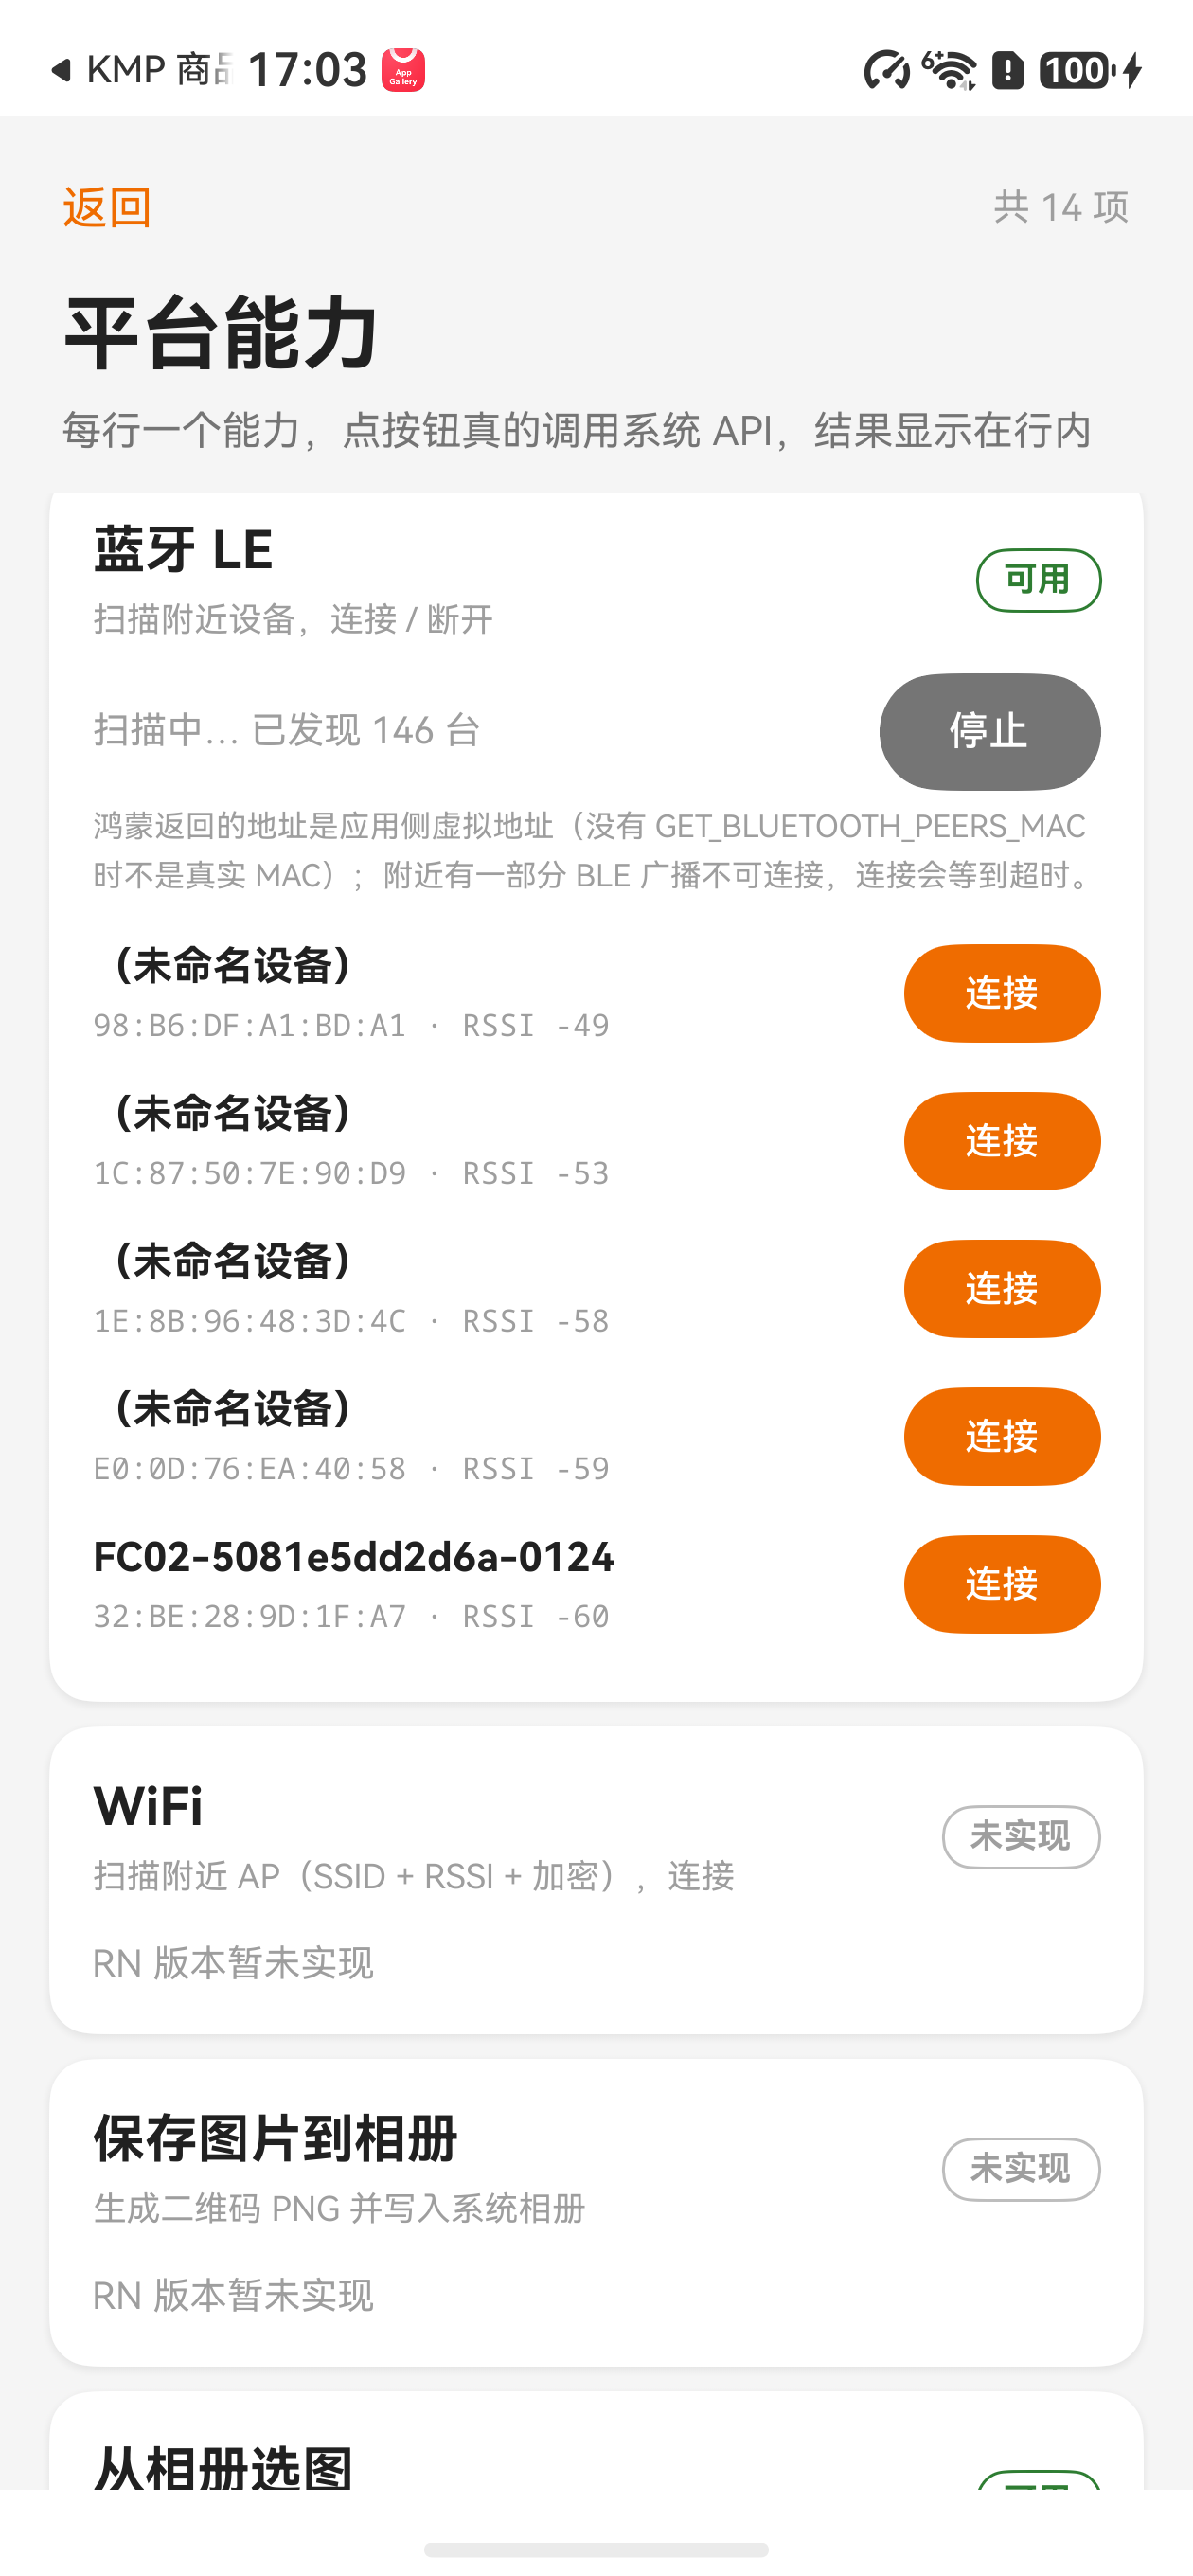 KMP 商品 17:03 App Gallery 6+ 100
返回 共 14 项
平台能力
每行一个能力，点按钮真的调用系统 API，结果显示在行内
蓝牙 LE
可用
扫描附近设备，连接 / 断开
扫描中... 已发现 146 台 停止
鸿蒙返回的地址是应用侧虚拟地址（没有 GET_BLUETOOTH_PEERS_MAC
时不是真实 MAC）；附近有一部分 BLE 广播不可连接，连接会等到超时。
（未命名设备）
连接
98:B6:DF:A1:BD:A1 · RSSI -49
（未命名设备）
连接
1C:87:50:7E:90:D9 · RSSI -53
（未命名设备）
连接
1E:8B:96:48:3D:4C · RSSI -58
（未命名设备）
连接
E0:0D:76:EA:40:58 · RSSI -59
FC02-5081e5dd2d6a-0124
连接
32:BE:28:9D:1F:A7 · RSSI -60
WiFi
未实现
扫描附近 AP（SSID + RSSI + 加密），连接
RN 版本暂未实现
保存图片到相册
未实现
生成二维码 PNG 并写入系统相册
RN 版本暂未实现
从相册选图